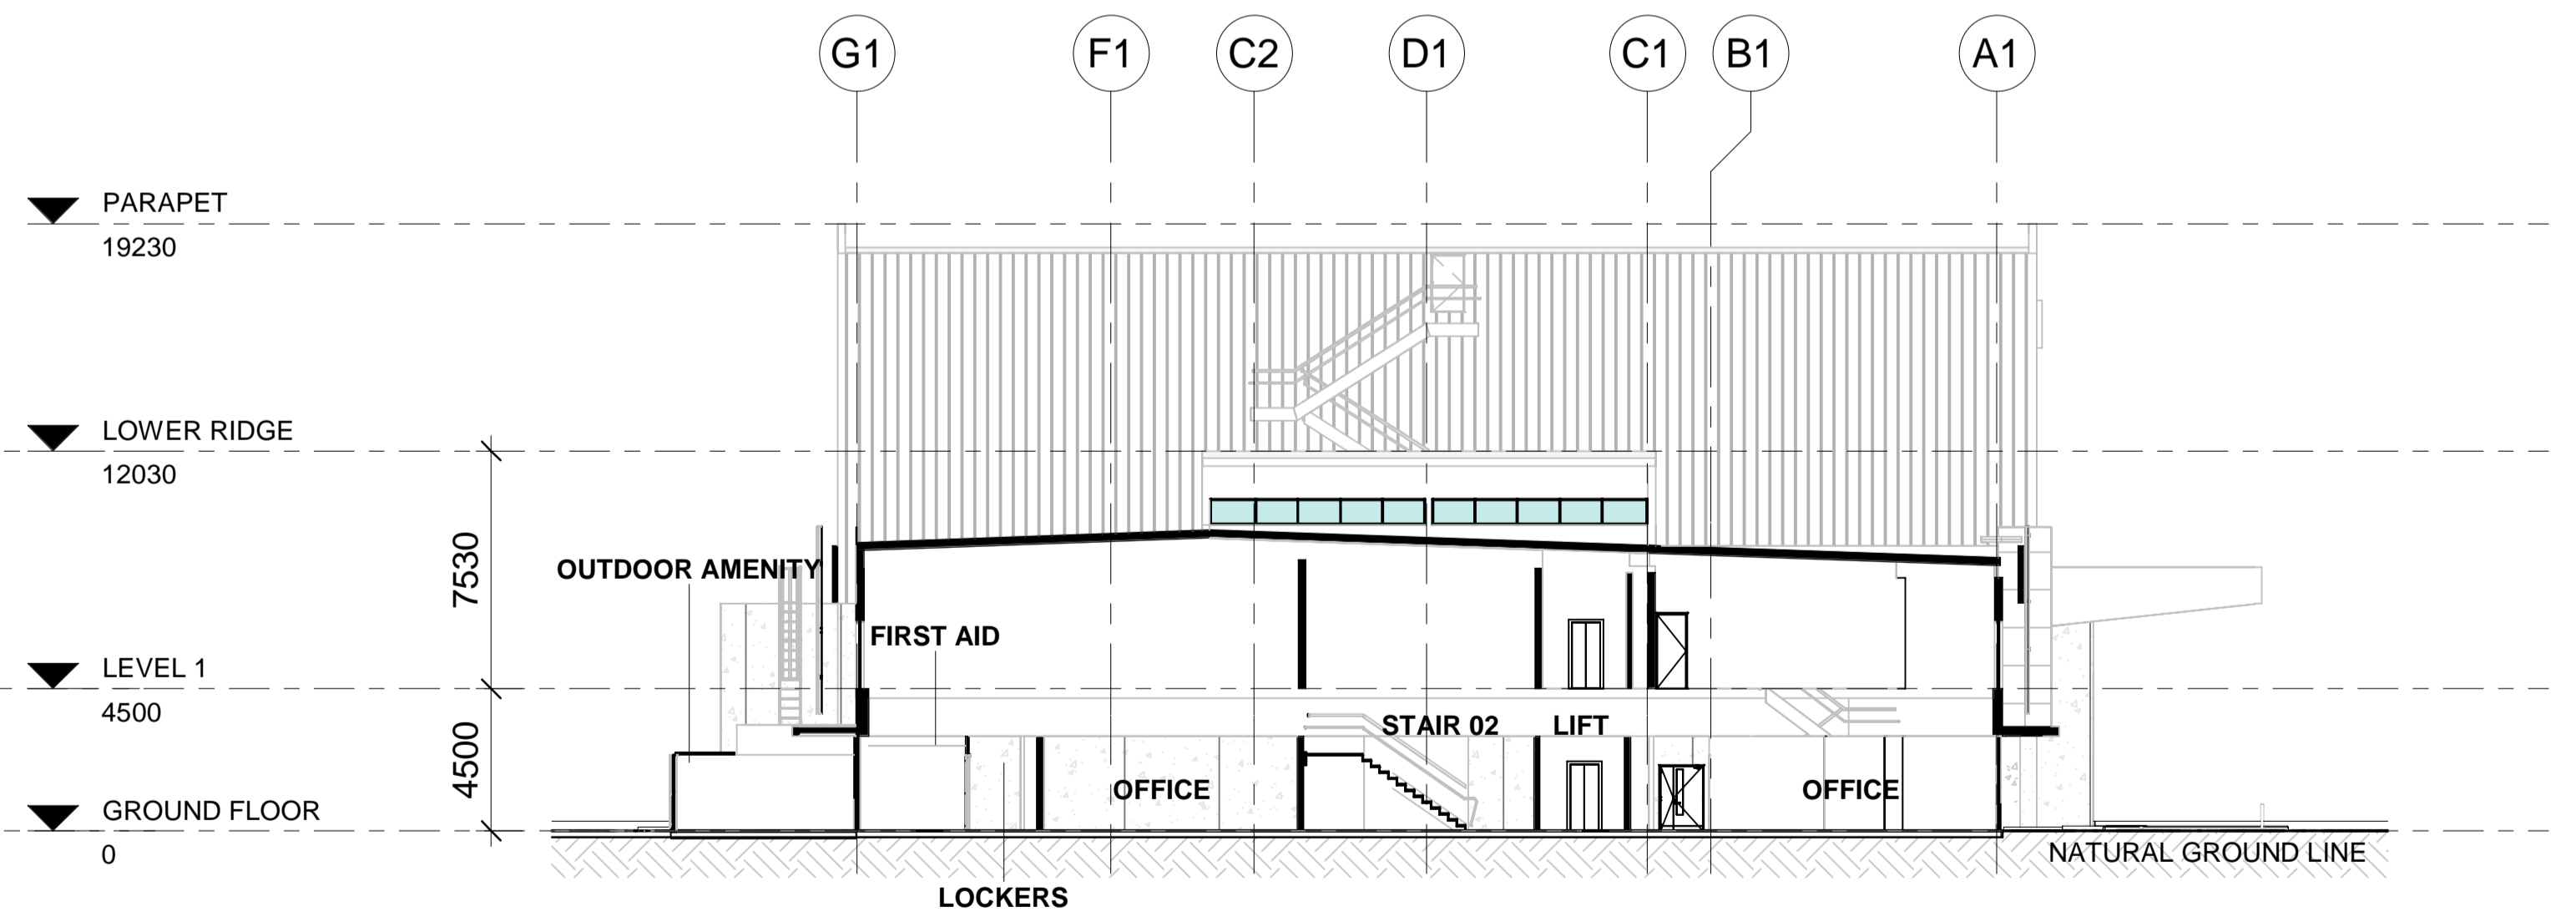 G1
F1
C2
D1
C1
B1
A1
PARAPET
19230
LOWER RIDGE
12030
7530
OUTDOOR AMENITY
FIRST AID
LEVEL 1
4500
4500
STAIR 02
LIFT
OFFICE
OFFICE
GROUND FLOOR
0
NATURAL GROUND LINE
LOCKERS